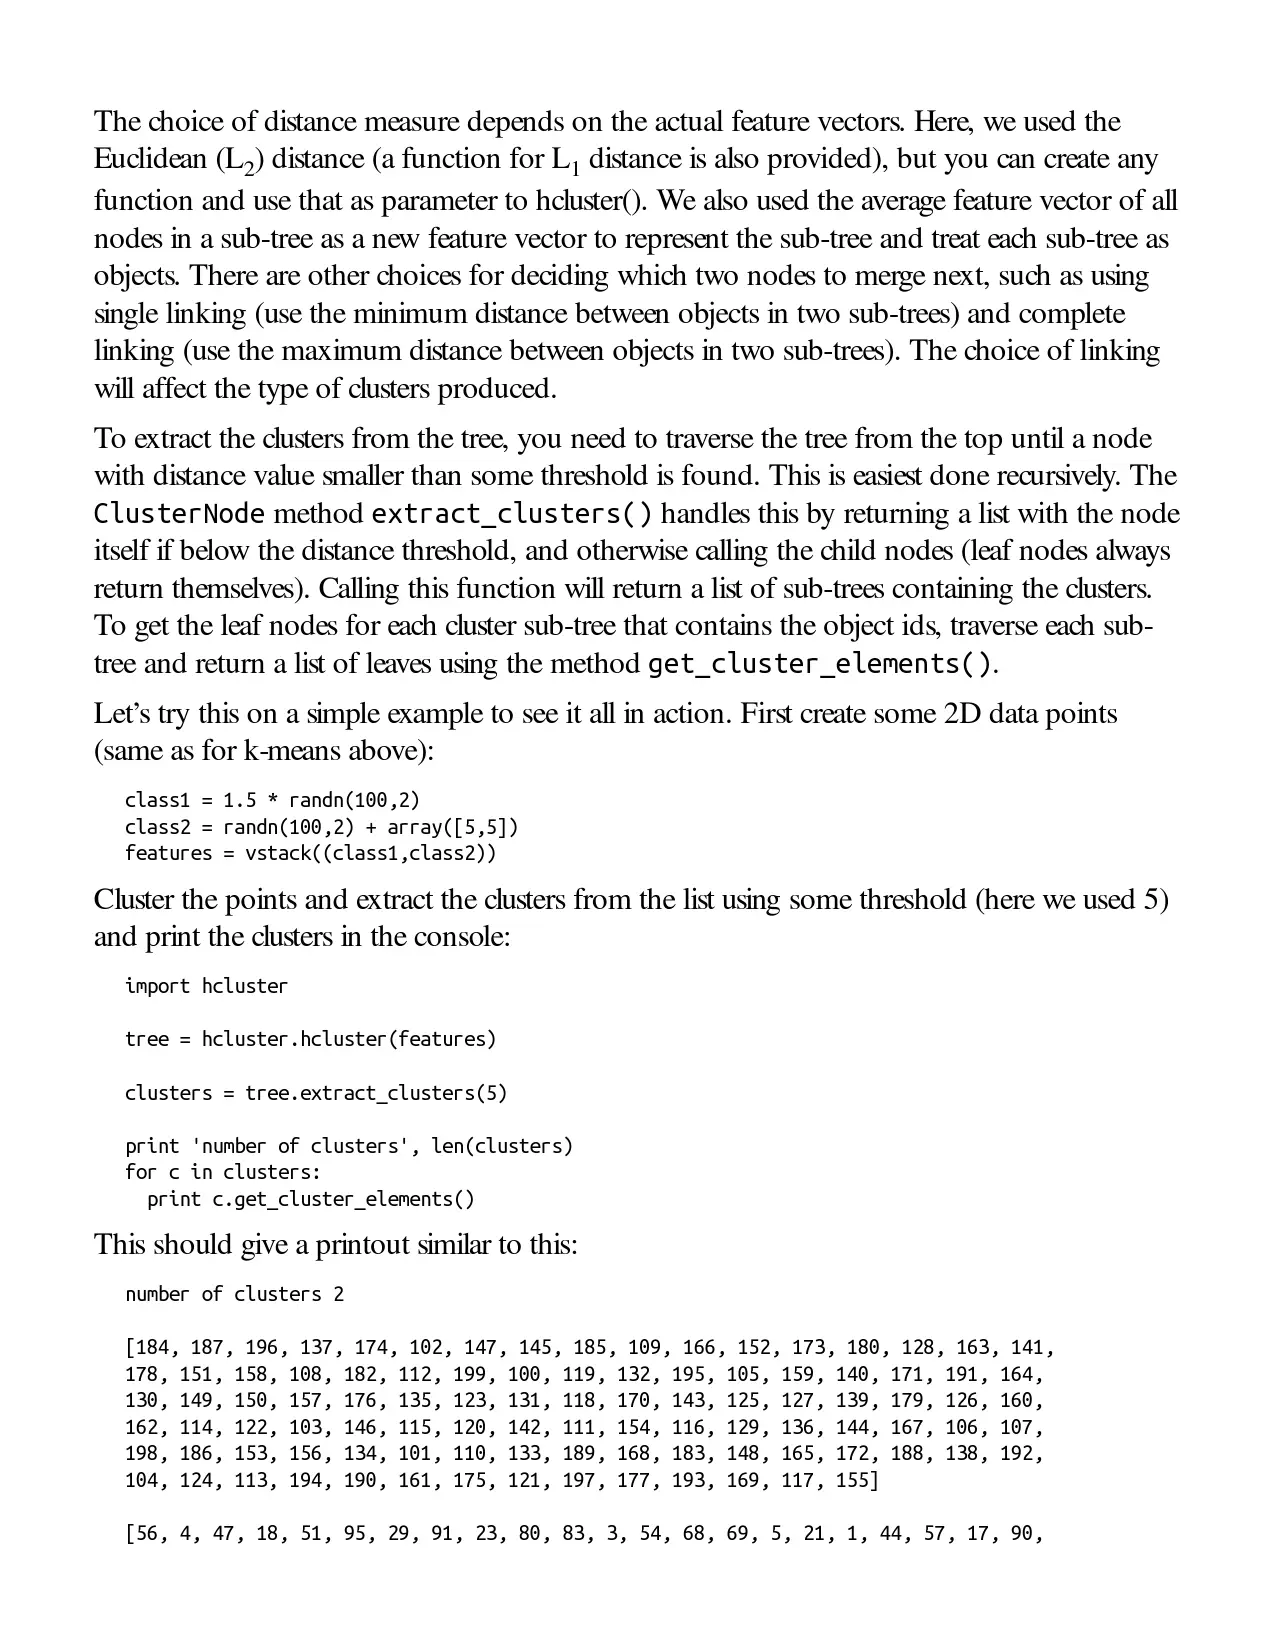 The choice of distance measure depends on the actual feature vectors. Here, we used the
Euclidean (L2) distance (a function for L1 distance is also provided), but you can create any
function and use that as parameter to hcluster(). We also used the average feature vector of all
nodes in a sub-tree as a new feature vector to represent the sub-tree and treat each sub-tree as
objects. There are other choices for deciding which two nodes to merge next, such as using
single linking (use the minimum distance between objects in two sub-trees) and complete
linking (use the maximum distance between objects in two sub-trees). The choice of linking
will affect the type of clusters produced.
To extract the clusters from the tree, you need to traverse the tree from the top until a node
with distance value smaller than some threshold is found. This is easiest done recursively. The
ClusterNode method extract_clusters() handles this by returning a list with the node
itself if below the distance threshold, and otherwise calling the child nodes (leaf nodes always
return themselves). Calling this function will return a list of sub-trees containing the clusters.
To get the leaf nodes for each cluster sub-tree that contains the object ids, traverse each sub-
tree and return a list of leaves using the method get_cluster_elements().
Let’s try this on a simple example to see it all in action. First create some 2D data points
(same as for k-means above):
class1 = 1.5 * randn(100,2)
class2 = randn(100,2) + array([5,5])
features = vstack((class1,class2))
Cluster the points and extract the clusters from the list using some threshold (here we used 5)
and print the clusters in the console:
import hcluster
tree = hcluster.hcluster(features)
clusters = tree.extract_clusters(5)
print 'number of clusters', len(clusters)
for c in clusters:
  print c.get_cluster_elements()
This should give a printout similar to this:
number of clusters 2
[184, 187, 196, 137, 174, 102, 147, 145, 185, 109, 166, 152, 173, 180, 128, 163, 141,
178, 151, 158, 108, 182, 112, 199, 100, 119, 132, 195, 105, 159, 140, 171, 191, 164,
130, 149, 150, 157, 176, 135, 123, 131, 118, 170, 143, 125, 127, 139, 179, 126, 160,
162, 114, 122, 103, 146, 115, 120, 142, 111, 154, 116, 129, 136, 144, 167, 106, 107,
198, 186, 153, 156, 134, 101, 110, 133, 189, 168, 183, 148, 165, 172, 188, 138, 192,
104, 124, 113, 194, 190, 161, 175, 121, 197, 177, 193, 169, 117, 155]
[56, 4, 47, 18, 51, 95, 29, 91, 23, 80, 83, 3, 54, 68, 69, 5, 21, 1, 44, 57, 17, 90,